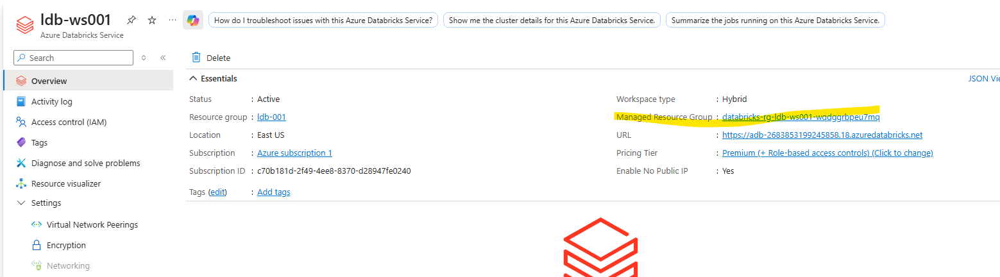 ldb-ws001
Azure Databricks Service
How do I troubleshoot issues with this Azure Databricks Service?
Show me the cluster details for this Azure Databricks Service.
Summarize the jobs running on this Azure Databricks Service.
Search
Overview
Activity log
Access control (IAM)
Tags
Diagnose and solve problems
Resource visualizer
Settings
Virtual Network Peerings
Encryption
Networking
Delete
Essentials
JSON Vie
Status : Active
Resource group : ldb-001
Location : East US
Subscription : Azure subscription 1
Subscription ID : c70b181d-2f49-4ee8-8370-d28947fe0240
Tags (edit) : Add tags
Workspace type : Hybrid
Managed Resource Group : databricks-rg-ldb-ws001-wqdggrbpeu7mq
URL : https://adb-2683853199245858.18.azuredatabricks.net
Pricing Tier : Premium (+ Role-based access controls) (Click to change)
Enable No Public IP : Yes